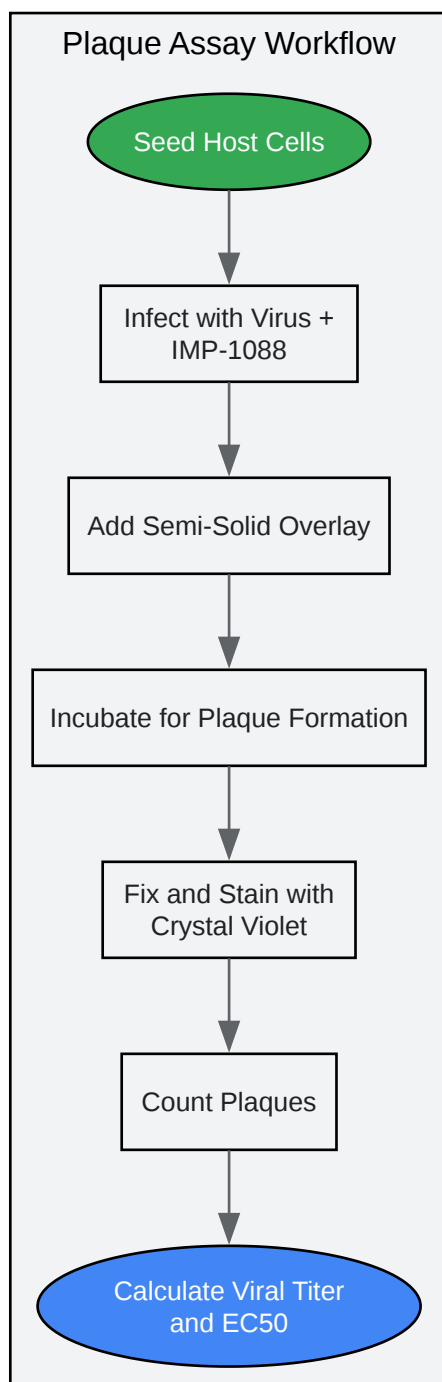 Plaque Assay Workflow
Seed Host Cells
Infect with Virus +
IMP-1088
Add Semi-Solid Overlay
Incubate for Plaque Formation
Fix and Stain with
Crystal Violet
Count Plaques
Calculate Viral Titer
and EC50